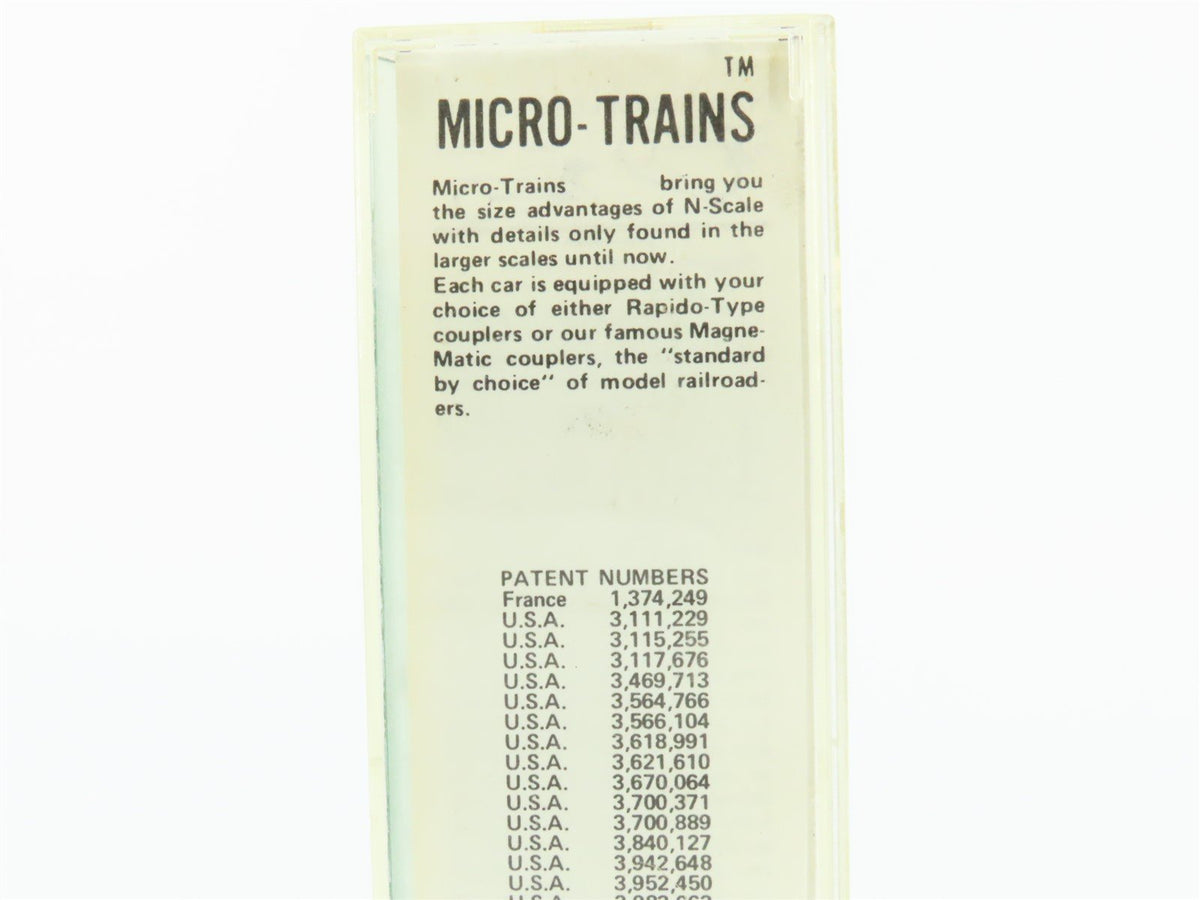 TM
MICRO-TRAINS
Micro-Trains bring you
the size advantages of N-Scale
with details only found in the
larger scales until now.
Each car is equipped with your
choice of either Rapido-Type
couplers or our famous Magne-
Matic couplers, the "standard
by choice" of model railroad-
ers.
PATENT NUMBERS
France 1,374,249
U.S.A. 3,111,229
U.S.A. 3,115,255
U.S.A. 3,117,676
U.S.A. 3,469,713
U.S.A. 3,564,766
U.S.A. 3,566,104
U.S.A. 3,618,991
U.S.A. 3,621,610
U.S.A. 3,670,064
U.S.A. 3,700,371
U.S.A. 3,700,889
U.S.A. 3,840,127
U.S.A. 3,942,648
U.S.A. 3,952,450
U.S.A.